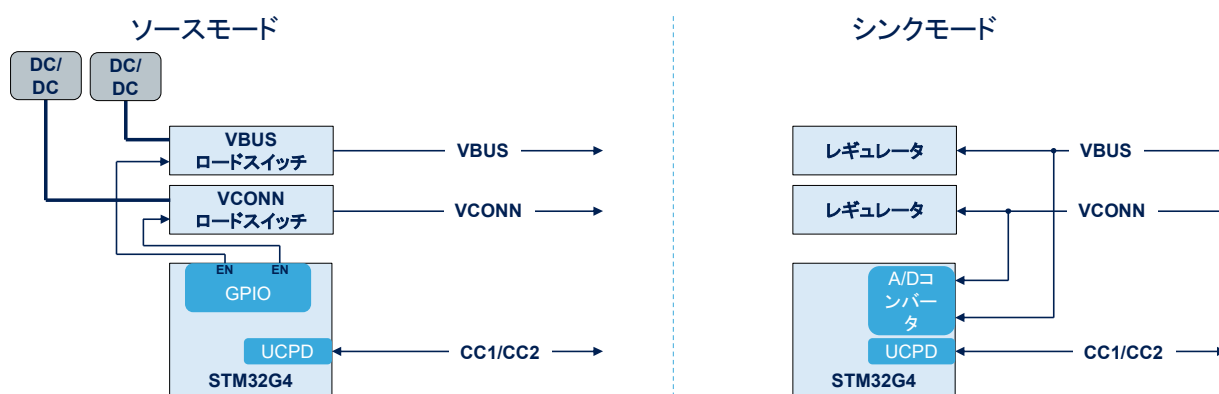 ソースモード
DC/
DC
DC/
DC
VBUS
ロードスイッチ
VBUS
VCONN
ロードスイッチ
VCONN
EN
EN
GPIO
UCPD
CC1/CC2
STM32G4
シンクモード
レギュレータ
VBUS
レギュレータ
VCONN
A/Dコ
ンバー
タ
UCPD
CC1/CC2
STM32G4